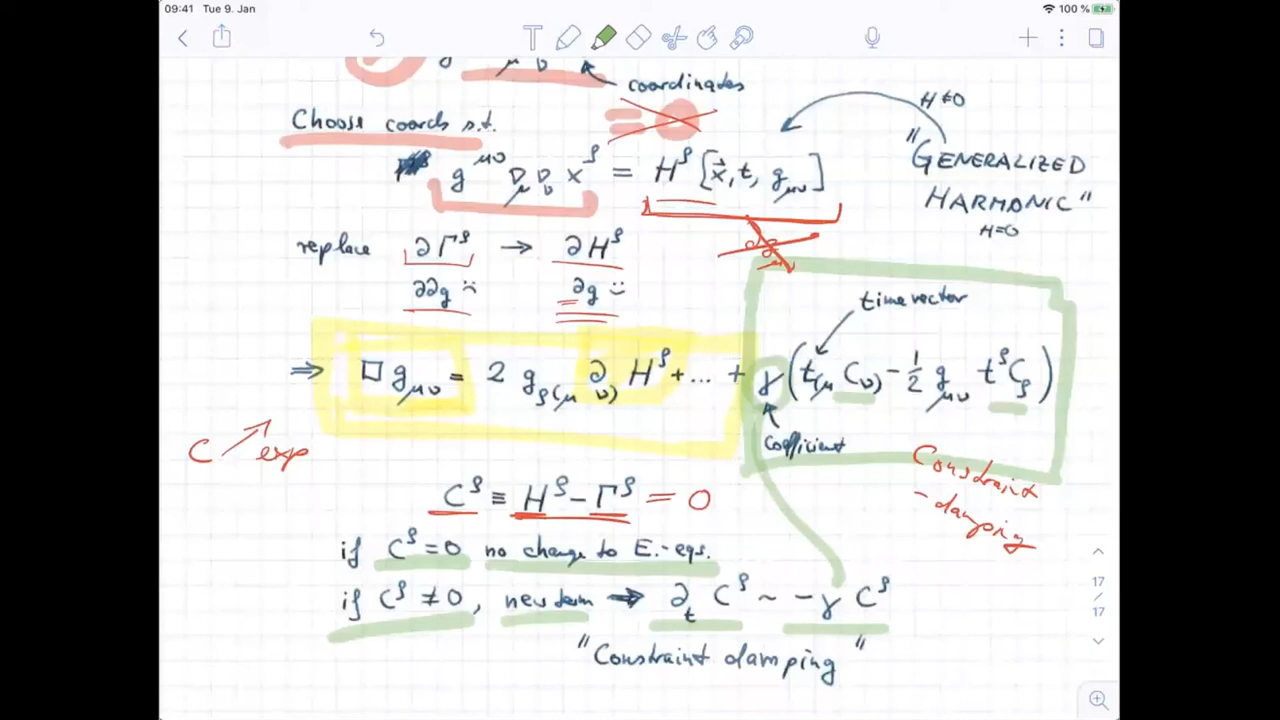 09:41 Tue 9. Jan 100 %
coordinates
Choose coords s.t. =
H≠0
"GENERALIZED
HARMONIC"
H=0
g^{μν} ∇_μ ∇_ν x^ρ = H^ρ [x⃗, t, g_{μν}]
replace ∂Γ^ρ → ∂H^ρ
∂g_{μν}
∂∂g :( ∂g :)
time vector
⇒ □ g_{μν} = 2 g_{ρ(μ} ∂_{ν)} H^ρ + ... + γ (t_{(μ} C_{ν)} - 1/2 g_{μν} t^ρ C_ρ)
coefficient
C ↗ exp
Constraint
- damping
C^ρ ≡ H^ρ - Γ^ρ = 0
if C^ρ = 0 no change to E.-eqs.
if C^ρ ≠ 0, new term → ∂_t C^ρ ~ - γ C^ρ
"Constraint damping"
17
/
17